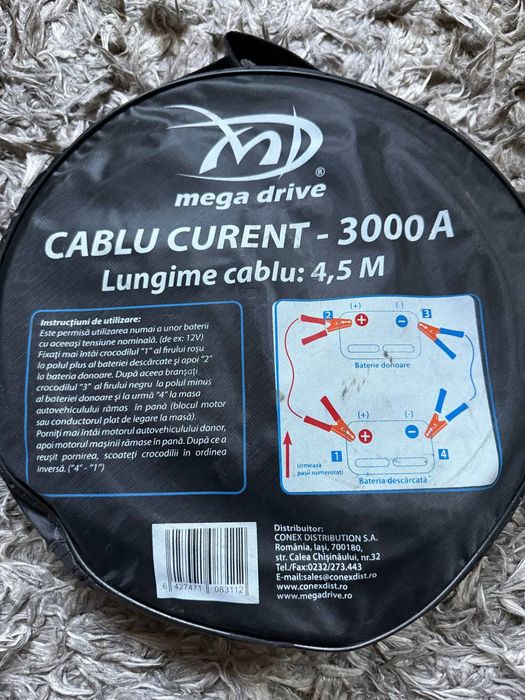 MD
®
mega drive
CABLU CURENT - 3000 A
Lungime cablu: 4,5 M
Instrucțiuni de utilizare:
Este permisă utilizarea numai a unor baterii
cu aceeași tensiune nominală. (de ex: 12V)
Fixați mai întâi crocodilul "1" al firului roșu
la polul plus al bateriei descărcate și apoi "2"
la bateria donoare. După aceea branșați
crocodilul "3" al firului negru la polul minus
al bateriei donoare și la urmă "4" la masa
autovehiculului rămas în pană (blocul motor
sau conductorul plat de legare la masă).
Porniți mai întâi motorul autovehiculului donor,
apoi motorul mașinii rămase în pană. După ce a
reușit pornirea, scoateți crocodilii în ordinea
inversă. ("4" - "1")
(+) (-)
2 + - 3
Baterie donoare
(+) (-)
1 + - 4
Urmează
pașii numerotați
Bateria descărcată
6 427471 083112
Distribuitor:
CONEX DISTRIBUTION S.A.
România, Iași, 700180,
str. Calea Chișinăului, nr.32
Tel./Fax:0232/273.443
E-mail:sales@conexdist.ro
www.conexdist.ro
www.megadrive.ro